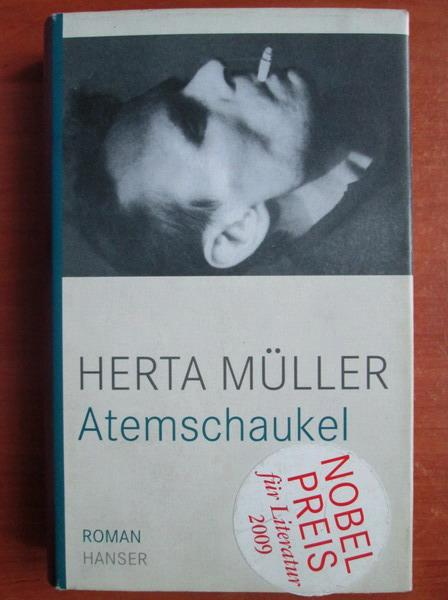 HERTA MÜLLER
Atemschaukel
NOBEL
PREIS
für Literatur
2009
ROMAN
HANSER